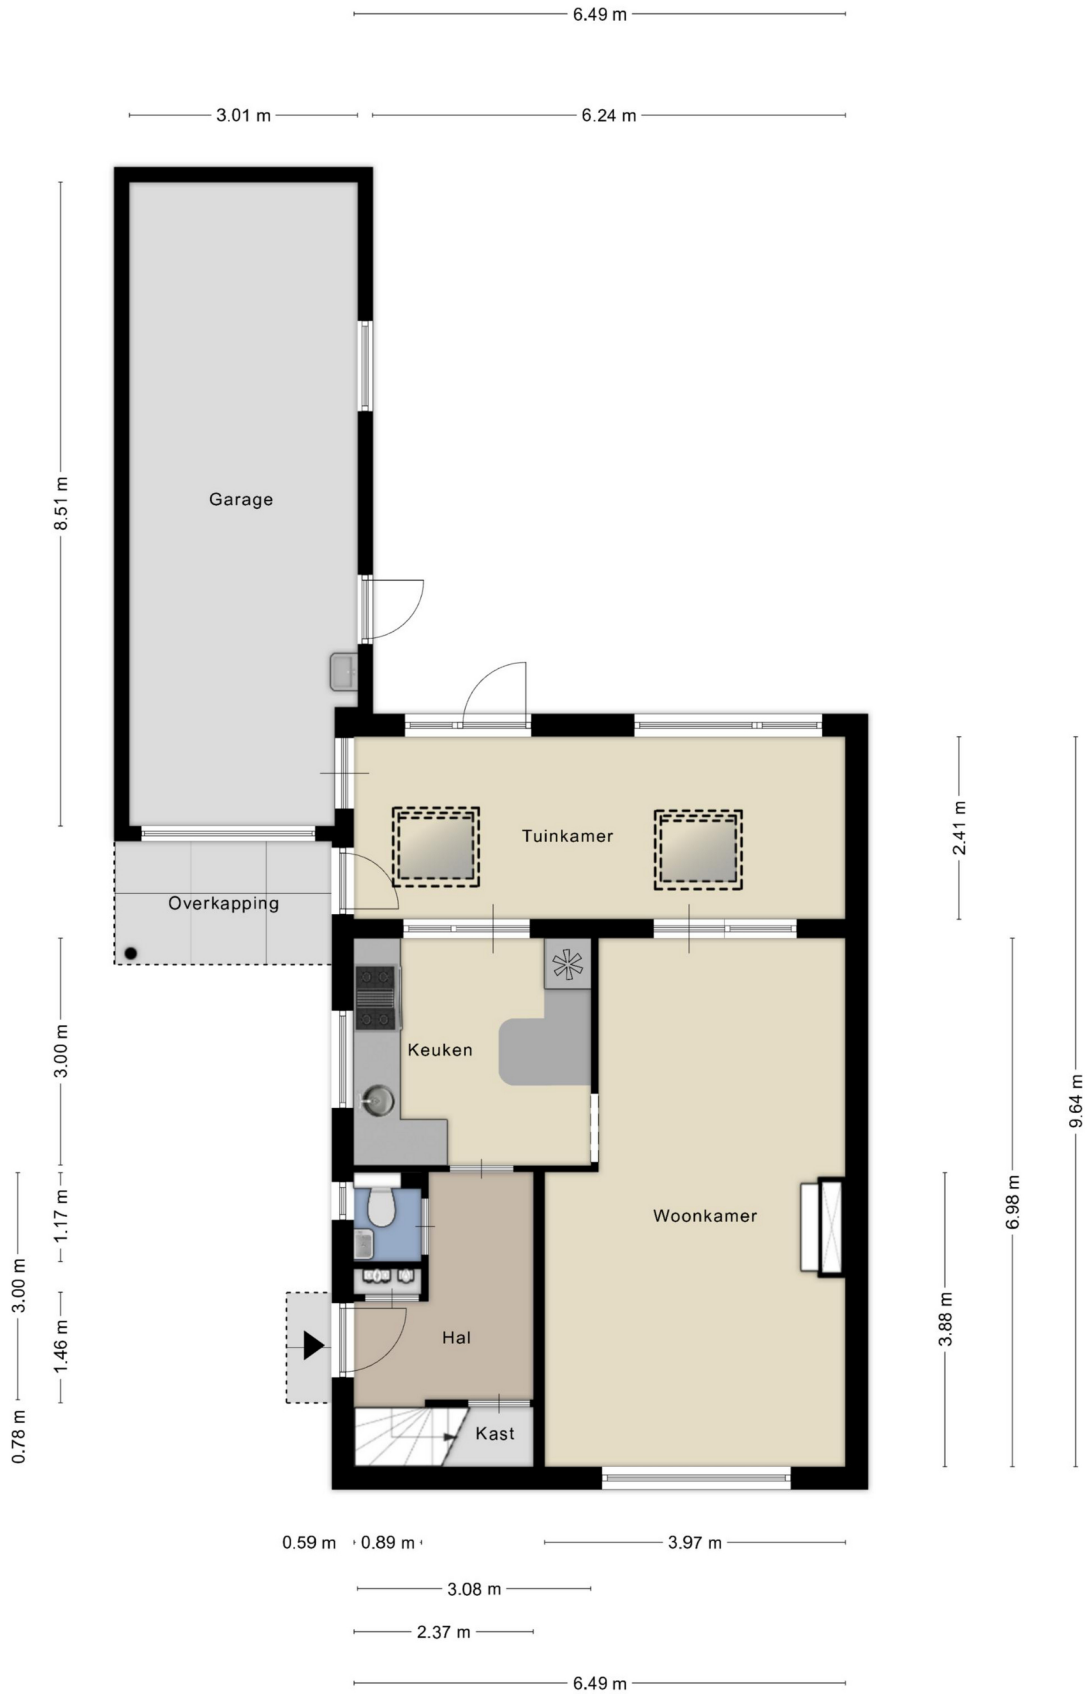 6.49 m
3.01 m
6.24 m
8.51 m
Garage
2.41 m
Tuinkamer
Overkapping
3.00 m
Keuken
9.64 m
6.98 m
1.17 m
Woonkamer
3.00 m
3.88 m
1.46 m
Hal
0.78 m
Kast
0.59 m
0.89 m
3.97 m
3.08 m
2.37 m
6.49 m